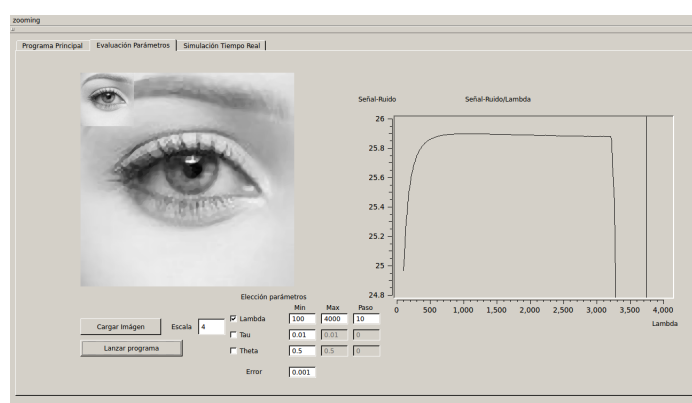 zooming
Programa Principal Evaluación Parámetros Simulación Tiempo Real
Señal-Ruido Señal-Ruido/Lambda
26
25.8
25.6
25.4
25.2
25
24.8
0 500 1,000 1,500 2,000 2,500 3,000 3,500 4,000
Lambda
Elección parámetros
Min Max Paso
Cargar Imágen Escala 4 Lambda 100 4000 10
Tau 0.01 0.01 0
Lanzar programa Theta 0.5 0.5 0
Error 0.001